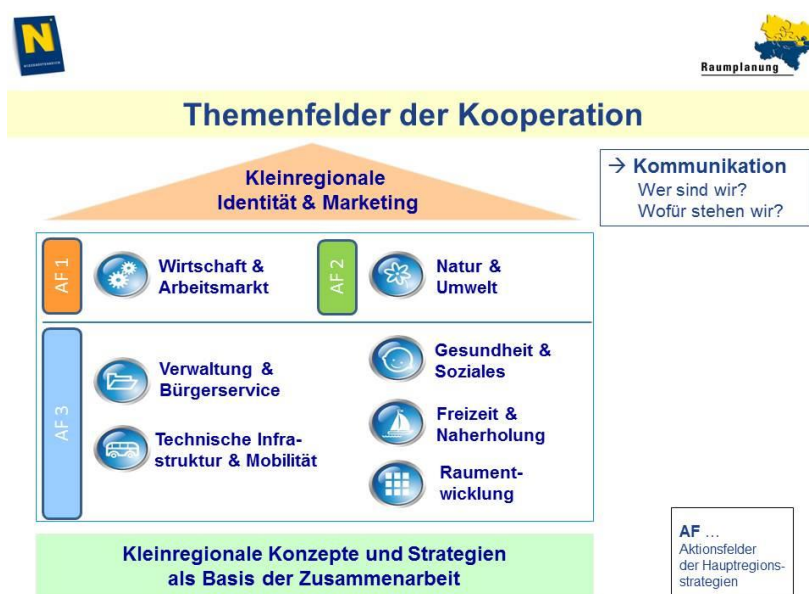 N
NIEDERÖSTERREICH
Raumplanung
Themenfelder der Kooperation
Kleinregionale
Identität & Marketing
→ Kommunikation
Wer sind wir?
Wofür stehen wir?
AF 1
Wirtschaft &
Arbeitsmarkt
AF 2
Natur &
Umwelt
AF 3
Verwaltung &
Bürgerservice
Technische Infra-
struktur & Mobilität
Gesundheit &
Soziales
Freizeit &
Naherholung
Raument-
wicklung
Kleinregionale Konzepte und Strategien
als Basis der Zusammenarbeit
AF ...
Aktionsfelder
der Hauptregions-
strategien